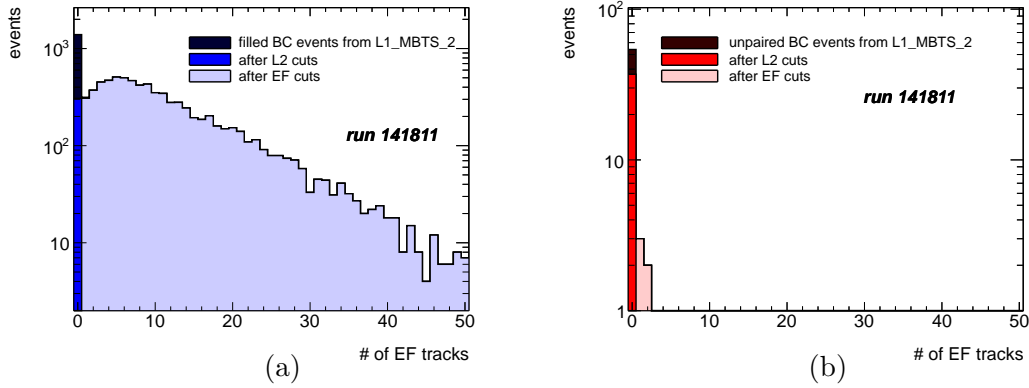 events
10³
10²
10
filled BC events from L1_MBTS_2
after L2 cuts
after EF cuts
run 141811
0 10 20 30 40 50
# of EF tracks
(a)
events
10²
10
1
unpaired BC events from L1_MBTS_2
after L2 cuts
after EF cuts
run 141811
0 10 20 30 40 50
# of EF tracks
(b)